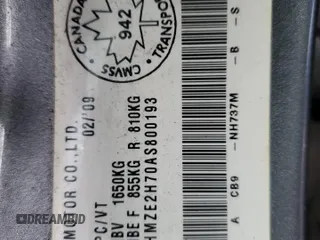 CANADA
TRANSPO
942
CMVSS
MOTOR CO.,LTD.
02/'09
PC/VT
BV 1650KG
BE F 855KG R 810KG
HMZE2H70AS800193
A CB9 -NH737M -B -S
DREAMBID